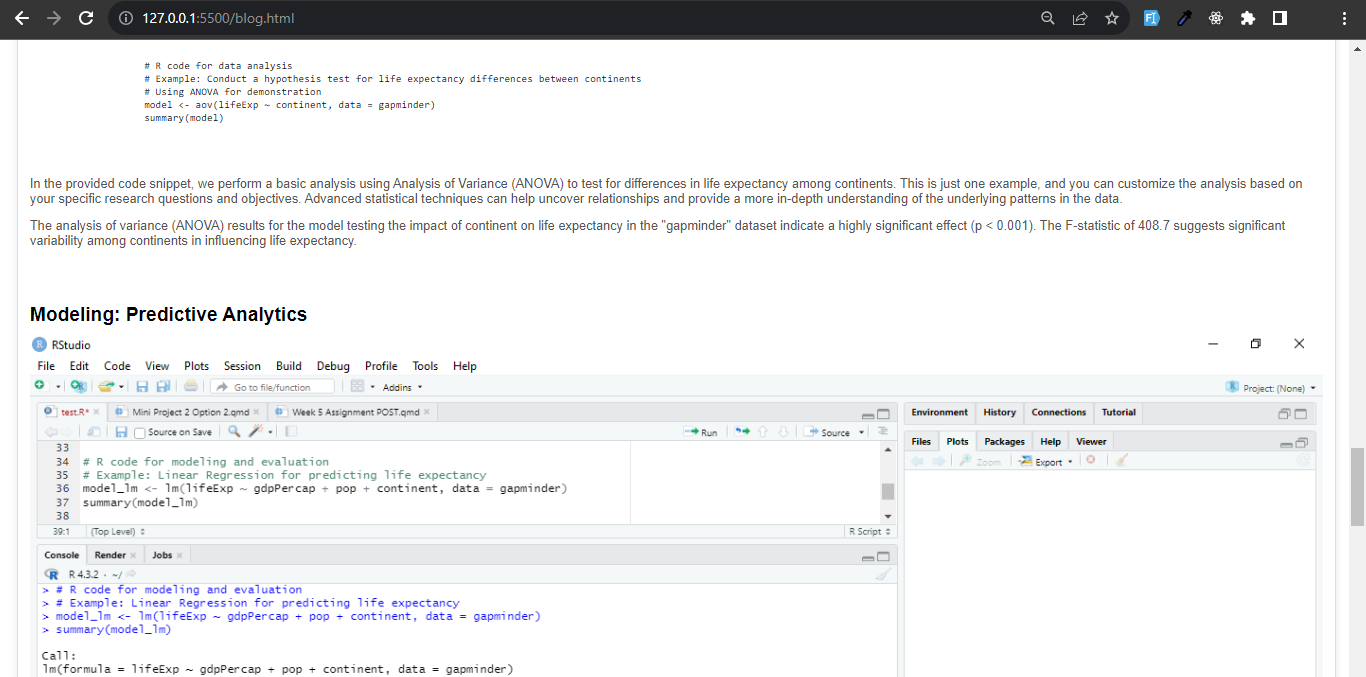 127.0.0.1:5500/blog.html
# R code for data analysis
# Example: Conduct a hypothesis test for life expectancy differences between continents
# Using ANOVA for demonstration
model <- aov(lifeExp ~ continent, data = gapminder)
summary(model)
In the provided code snippet, we perform a basic analysis using Analysis of Variance (ANOVA) to test for differences in life expectancy among continents. This is just one example, and you can customize the analysis based on
your specific research questions and objectives. Advanced statistical techniques can help uncover relationships and provide a more in-depth understanding of the underlying patterns in the data.
The analysis of variance (ANOVA) results for the model testing the impact of continent on life expectancy in the "gapminder" dataset indicate a highly significant effect (p < 0.001). The F-statistic of 408.7 suggests significant
variability among continents in influencing life expectancy.
Modeling: Predictive Analytics
R RStudio
File Edit Code View Plots Session Build Debug Profile Tools Help
Go to file/function Addins Project: (None)
test.R* Mini Project 2 Option 2.qmd Week 5 Assignment POST.qmd
Environment History Connections Tutorial
Source on Save Run Source
Files Plots Packages Help Viewer
Zoom Export
33
34 # R code for modeling and evaluation
35 # Example: Linear Regression for predicting life expectancy
36 model_lm <- lm(lifeExp ~ gdpPercap + pop + continent, data = gapminder)
37 summary(model_lm)
38
39:1 (Top Level) R Script
Console Render Jobs
R R 4.3.2 · ~/
> # R code for modeling and evaluation
> # Example: Linear Regression for predicting life expectancy
> model_lm <- lm(lifeExp ~ gdpPercap + pop + continent, data = gapminder)
> summary(model_lm)
Call:
lm(formula = lifeExp ~ gdpPercap + pop + continent, data = gapminder)